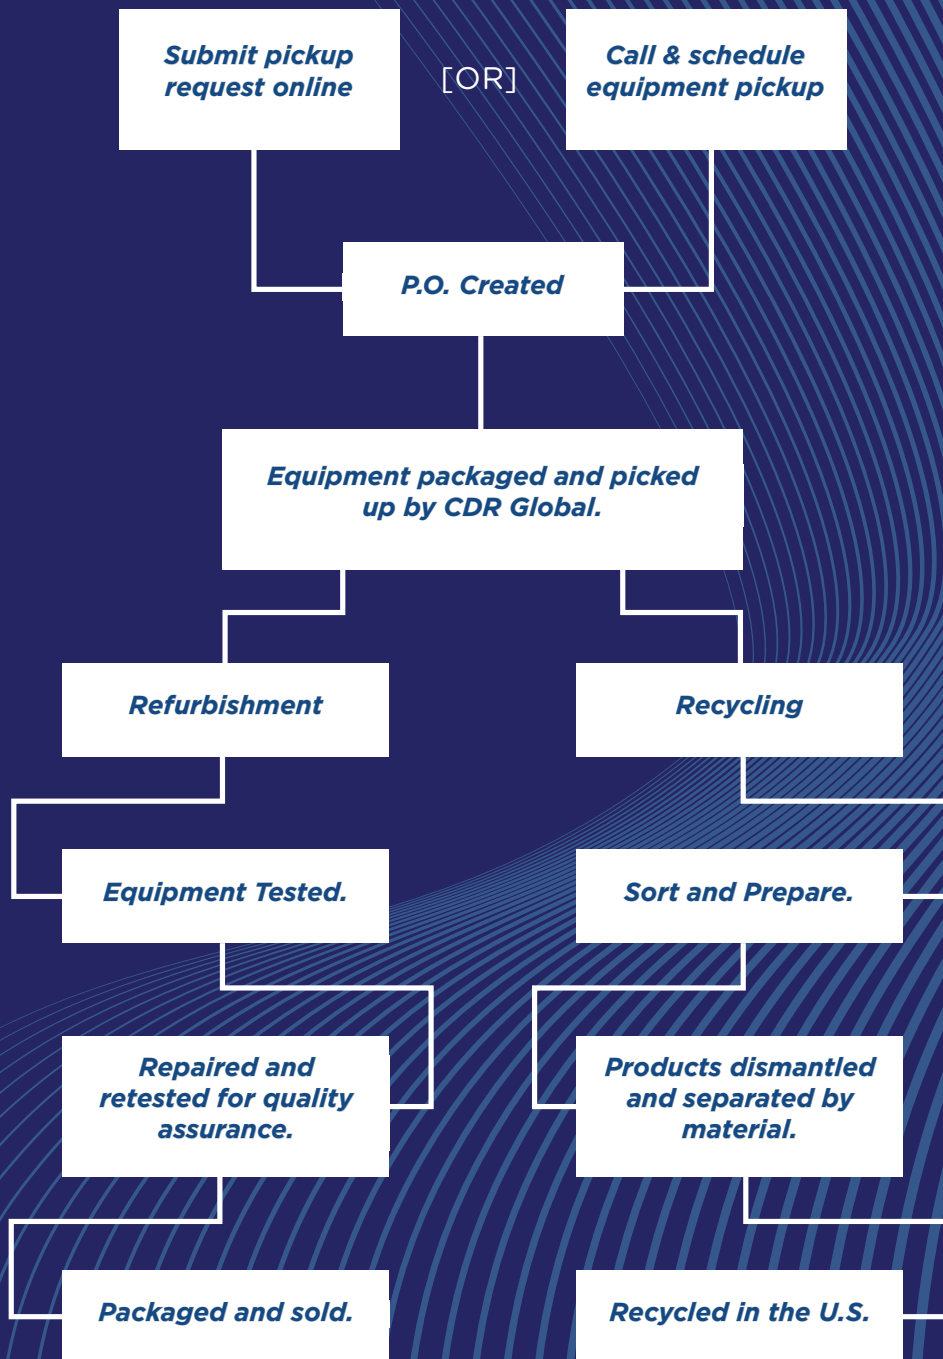 Submit pickup
request online
[OR]
Call & schedule
equipment pickup
P.O. Created
Equipment packaged and picked
up by CDR Global.
Refurbishment
Recycling
Equipment Tested.
Sort and Prepare.
Repaired and
retested for quality
assurance.
Products dismantled
and separated by
material.
Packaged and sold.
Recycled in the U.S.